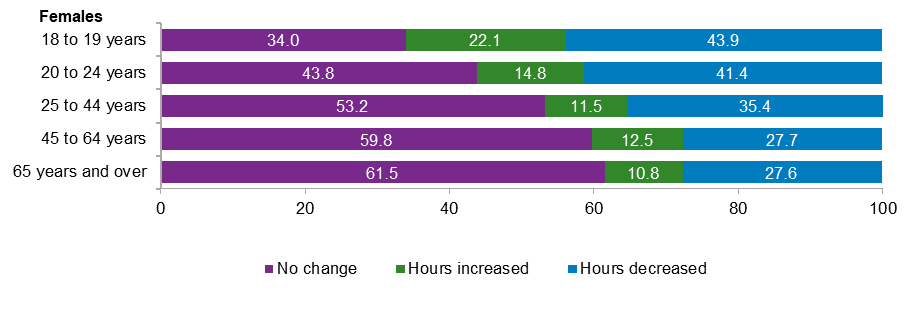 Females
18 to 19 years 34.0 22.1 43.9
20 to 24 years 43.8 14.8 41.4
25 to 44 years 53.2 11.5 35.4
45 to 64 years 59.8 12.5 27.7
65 years and over 61.5 10.8 27.6
0 20 40 60 80 100
No change Hours increased Hours decreased